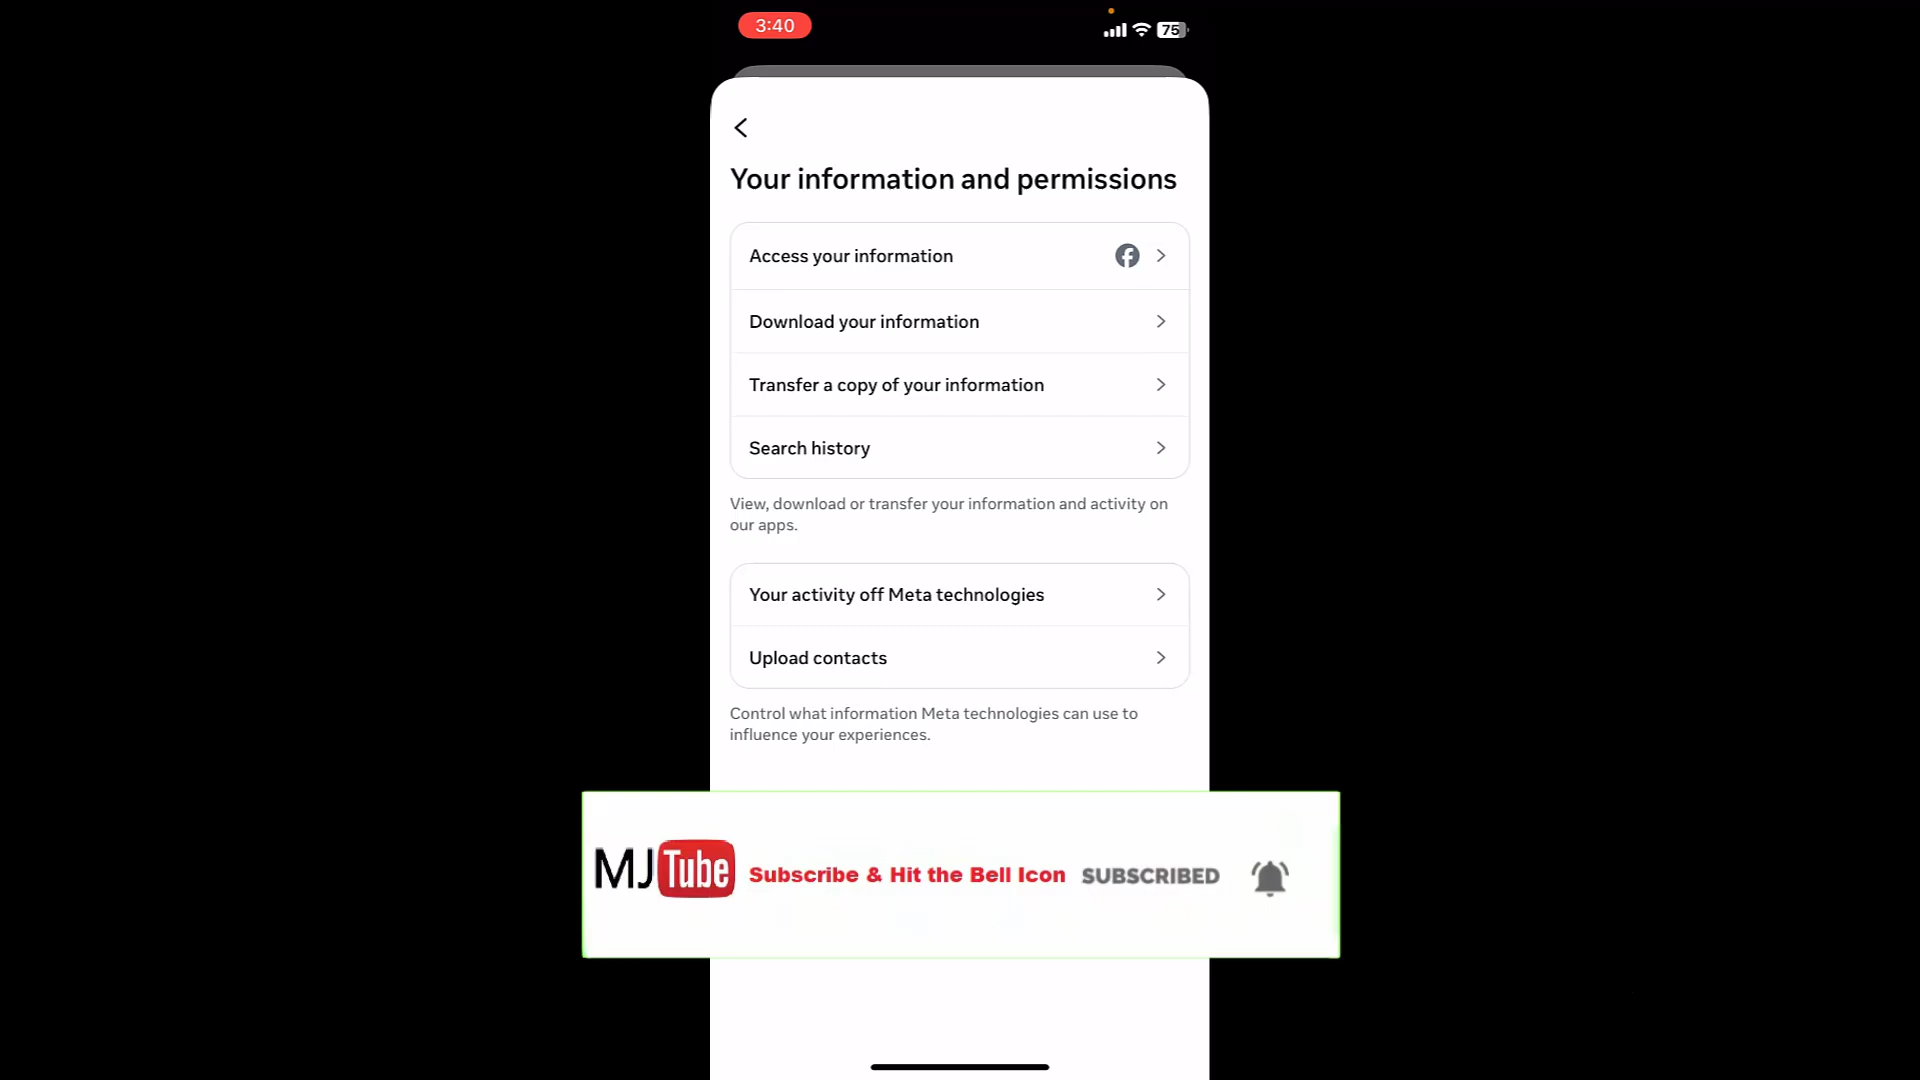 3:40
75
Your information and permissions
Access your information
Download your information
Transfer a copy of your information
Search history
View, download or transfer your information and activity on
our apps.
Your activity off Meta technologies
Upload contacts
Control what information Meta technologies can use to
influence your experiences.
MJTube Subscribe & Hit the Bell Icon SUBSCRIBED